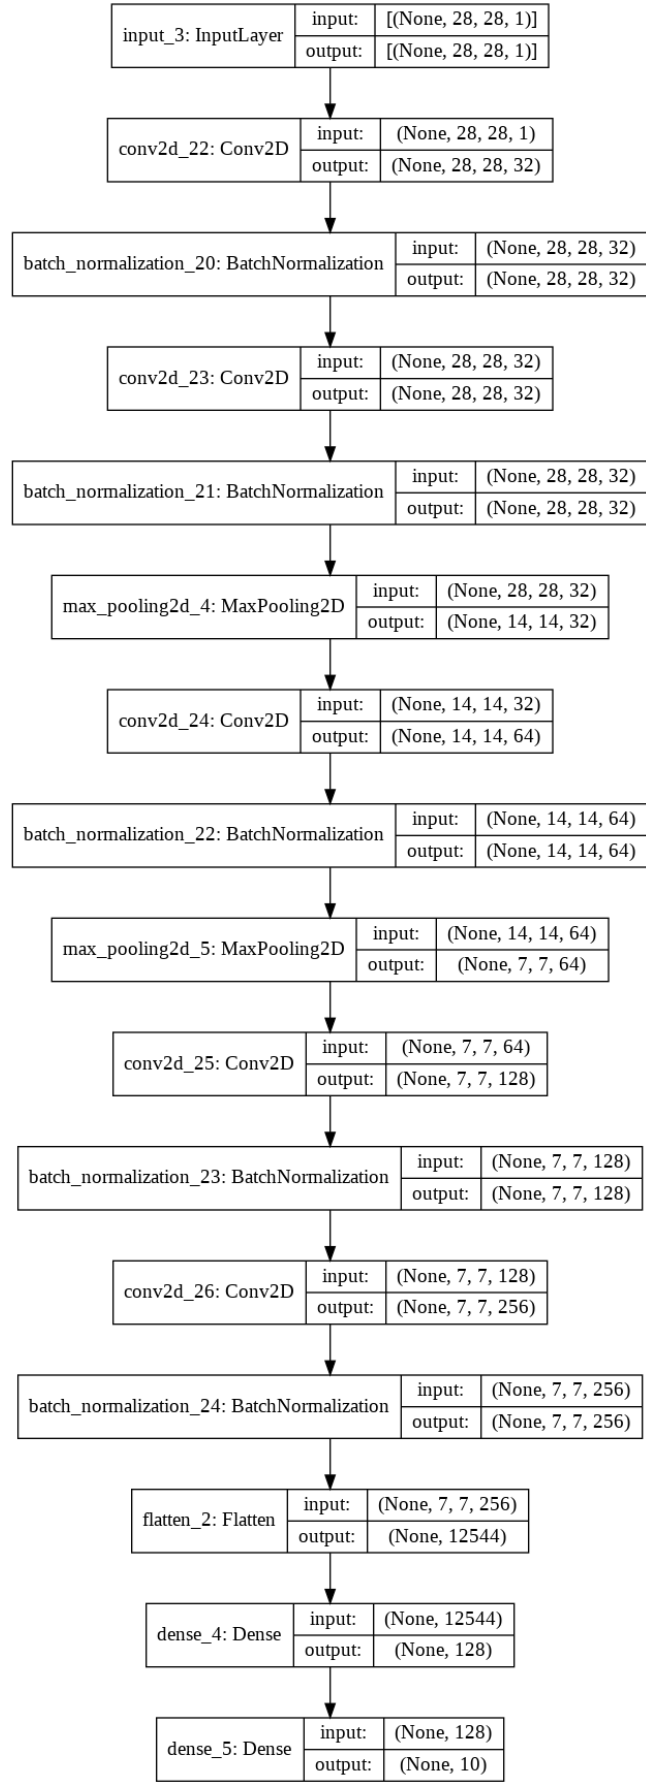 input_3: InputLayer
input: [(None, 28, 28, 1)]
output: [(None, 28, 28, 1)]
conv2d_22: Conv2D
input: (None, 28, 28, 1)
output: (None, 28, 28, 32)
batch_normalization_20: BatchNormalization
input: (None, 28, 28, 32)
output: (None, 28, 28, 32)
conv2d_23: Conv2D
input: (None, 28, 28, 32)
output: (None, 28, 28, 32)
batch_normalization_21: BatchNormalization
input: (None, 28, 28, 32)
output: (None, 28, 28, 32)
max_pooling2d_4: MaxPooling2D
input: (None, 28, 28, 32)
output: (None, 14, 14, 32)
conv2d_24: Conv2D
input: (None, 14, 14, 32)
output: (None, 14, 14, 64)
batch_normalization_22: BatchNormalization
input: (None, 14, 14, 64)
output: (None, 14, 14, 64)
max_pooling2d_5: MaxPooling2D
input: (None, 14, 14, 64)
output: (None, 7, 7, 64)
conv2d_25: Conv2D
input: (None, 7, 7, 64)
output: (None, 7, 7, 128)
batch_normalization_23: BatchNormalization
input: (None, 7, 7, 128)
output: (None, 7, 7, 128)
conv2d_26: Conv2D
input: (None, 7, 7, 128)
output: (None, 7, 7, 256)
batch_normalization_24: BatchNormalization
input: (None, 7, 7, 256)
output: (None, 7, 7, 256)
flatten_2: Flatten
input: (None, 7, 7, 256)
output: (None, 12544)
dense_4: Dense
input: (None, 12544)
output: (None, 128)
dense_5: Dense
input: (None, 128)
output: (None, 10)